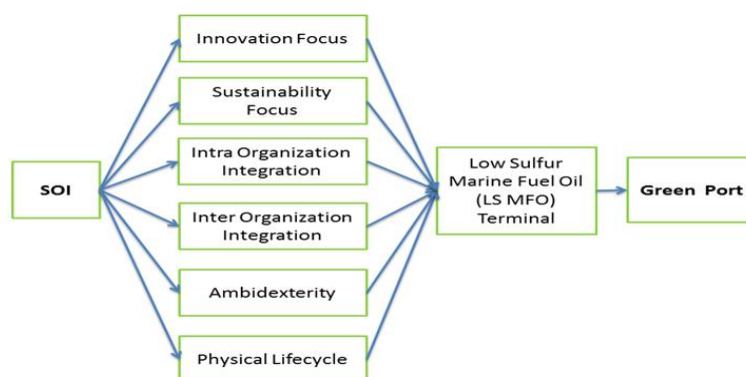 SOI
Innovation Focus
Sustainability
Focus
Intra Organization
Integration
Inter Organization
Integration
Ambidexterity
Physical Lifecycle
Low Sulfur
Marine Fuel Oil
(LS MFO)
Terminal
Green Port